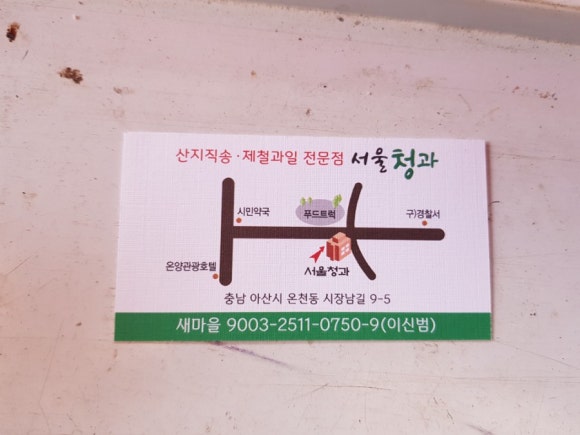 산지직송·제철과일 전문점 서울청과
시민약국
푸드트럭
구)경찰서
온양관광호텔
서울청과
충남 아산시 온천동 시장남길 9-5
새마을 9003-2511-0750-9(이신범)